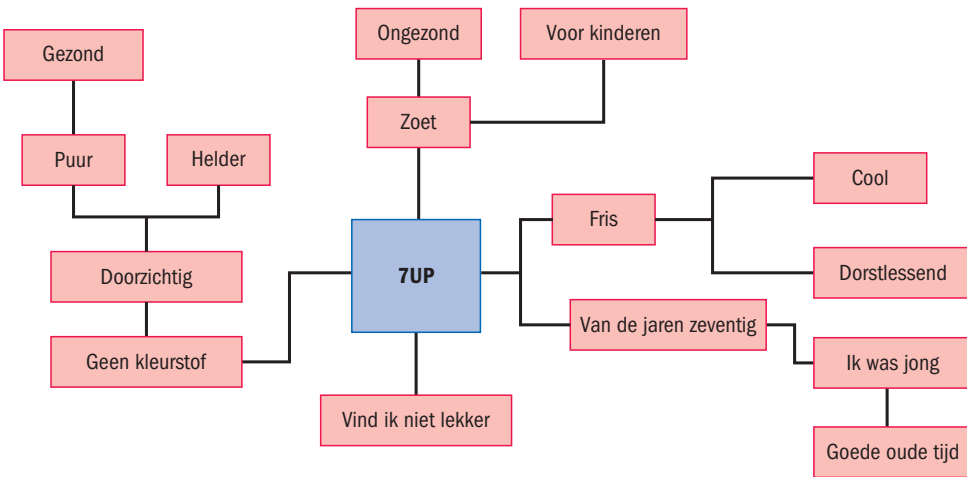 Ongezond
Voor kinderen
Gezond
Zoet
Puur
Helder
Cool
Fris
Doorzichtig
7UP
Dorstlessend
Van de jaren zeventig
Geen kleurstof
Ik was jong
Vind ik niet lekker
Goede oude tijd